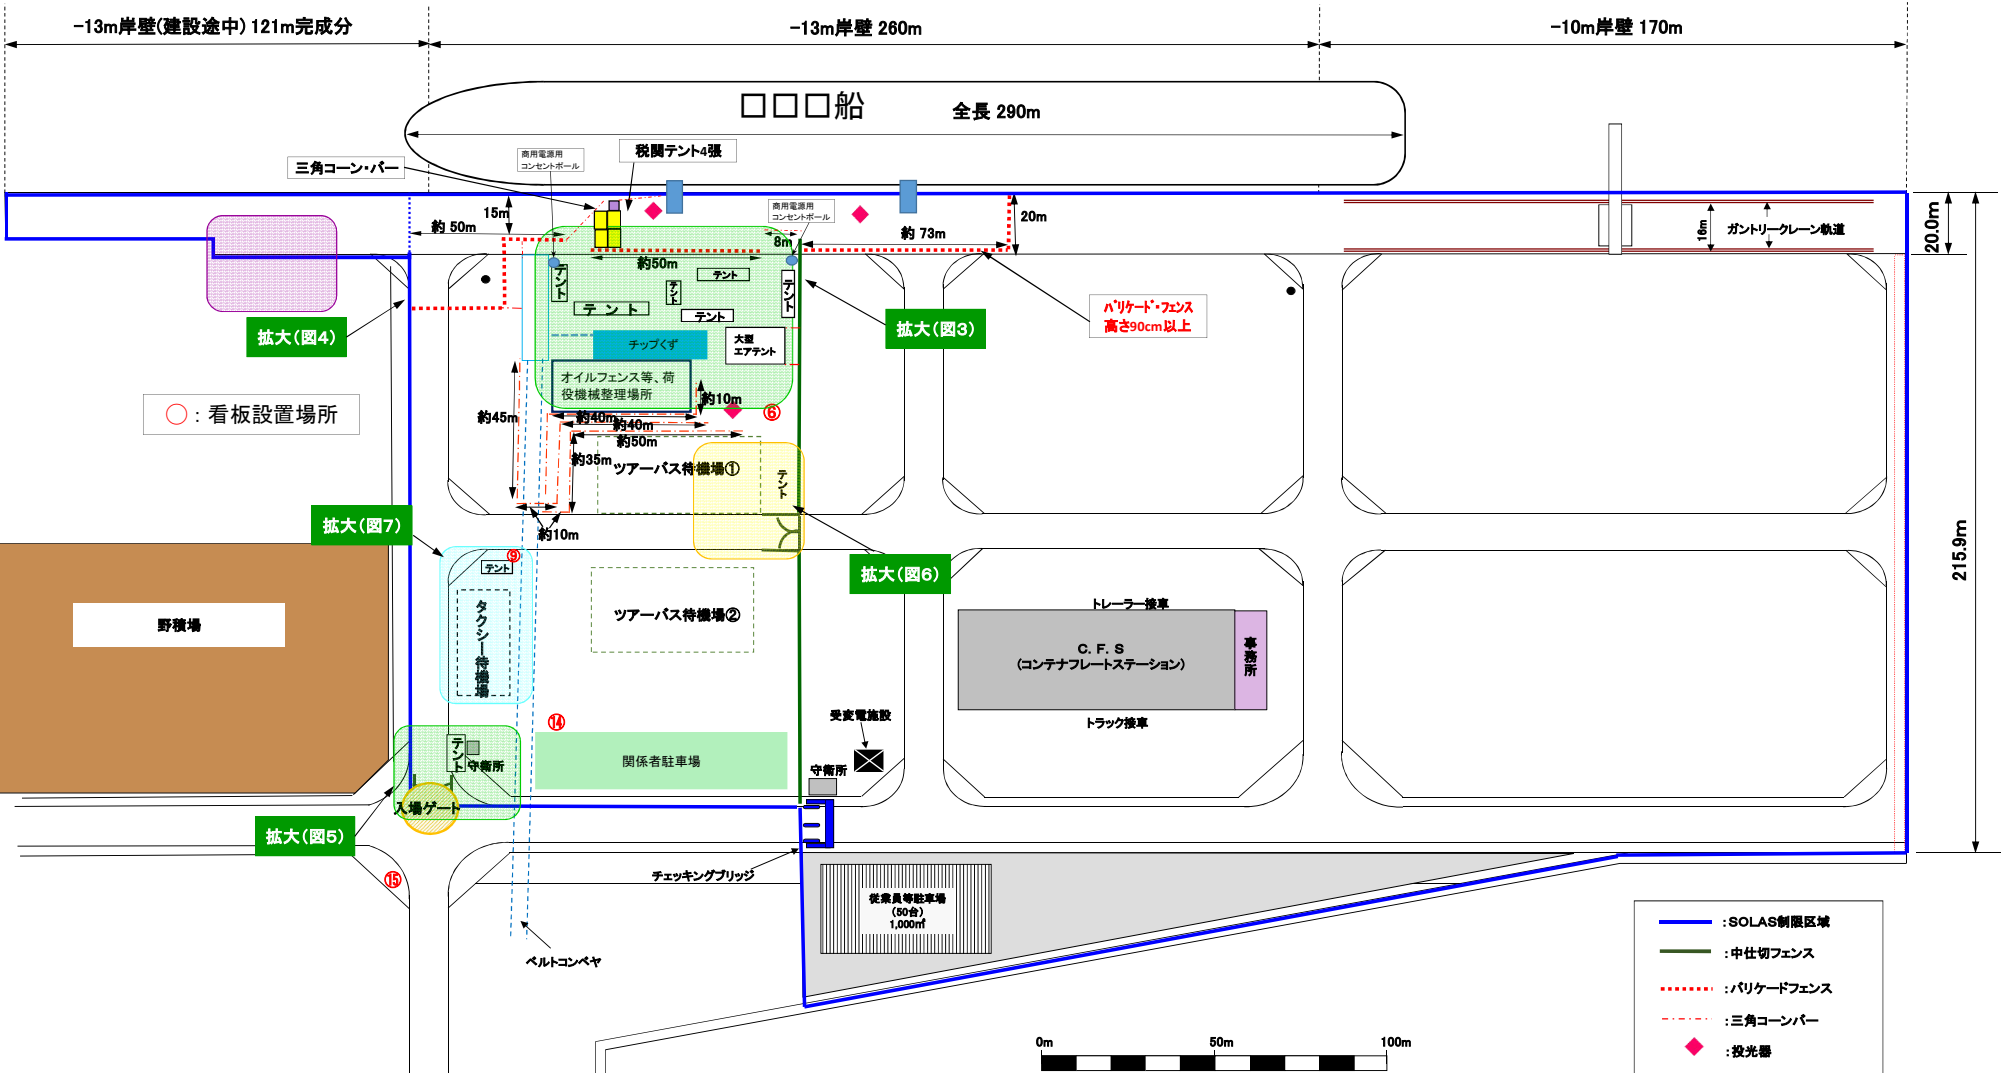 -13m岸壁(建設途中) 121m完成分
-13m岸壁 260m
-10m岸壁 170m
□□□船
全長 290m
三角コーン・バー
商用電源用
コンセントポール
税関テント4張
商用電源用
コンセントポール
15m
約 50m
8m
約 73m
20m
16m
ガントリークレーン軌道
20.0m
215.9m
約50m
テント
テント
テント
テント
テント
テント
大型
エアテント
チップくず
オイルフェンス等、荷
役機械整理場所
バリケード・フェンス
高さ90cm以上
拡大(図4)
拡大(図3)
○:看板設置場所
約45m
約10m
約40m
約40m
約50m
約35m
約10m
⑥
ツアーバス待機場①
テント
拡大(図7)
拡大(図6)
⑨
テント
タクシー待機場
ツアーバス待機場②
野積場
トレーラー接車
C.F.S
(コンテナフレートステーション)
事務所
トラック接車
⑭
受変電施設
守衛所
関係者駐車場
テント
守衛所
入場ゲート
拡大(図5)
⑮
チェッキングブリッジ
従業員等駐車場
(50台)
1,000㎡
ベルトコンベヤ
0m
50m
100m
:SOLAS制限区域
:中仕切フェンス
:バリケードフェンス
:三角コーンバー
:投光器